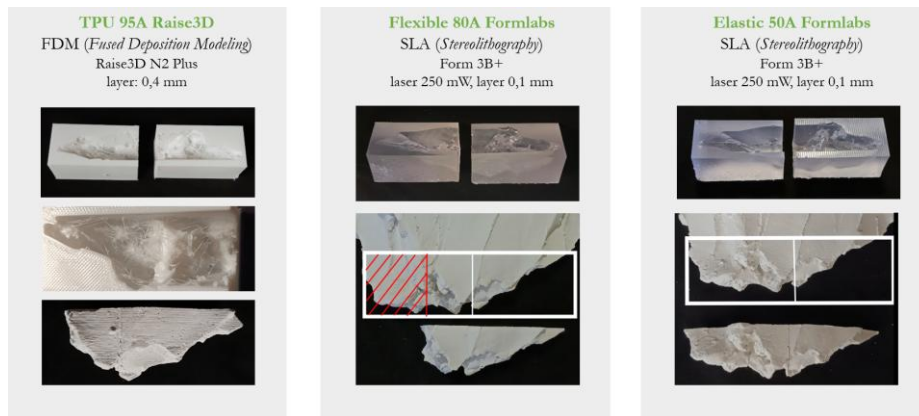 TPU 95A Raise3D
FDM (Fused Deposition Modeling)
Raise3D N2 Plus
layer: 0,4 mm
Flexible 80A Formlabs
SLA (Stereolithography)
Form 3B+
laser 250 mW, layer 0,1 mm
Elastic 50A Formlabs
SLA (Stereolithography)
Form 3B+
laser 250 mW, layer 0,1 mm